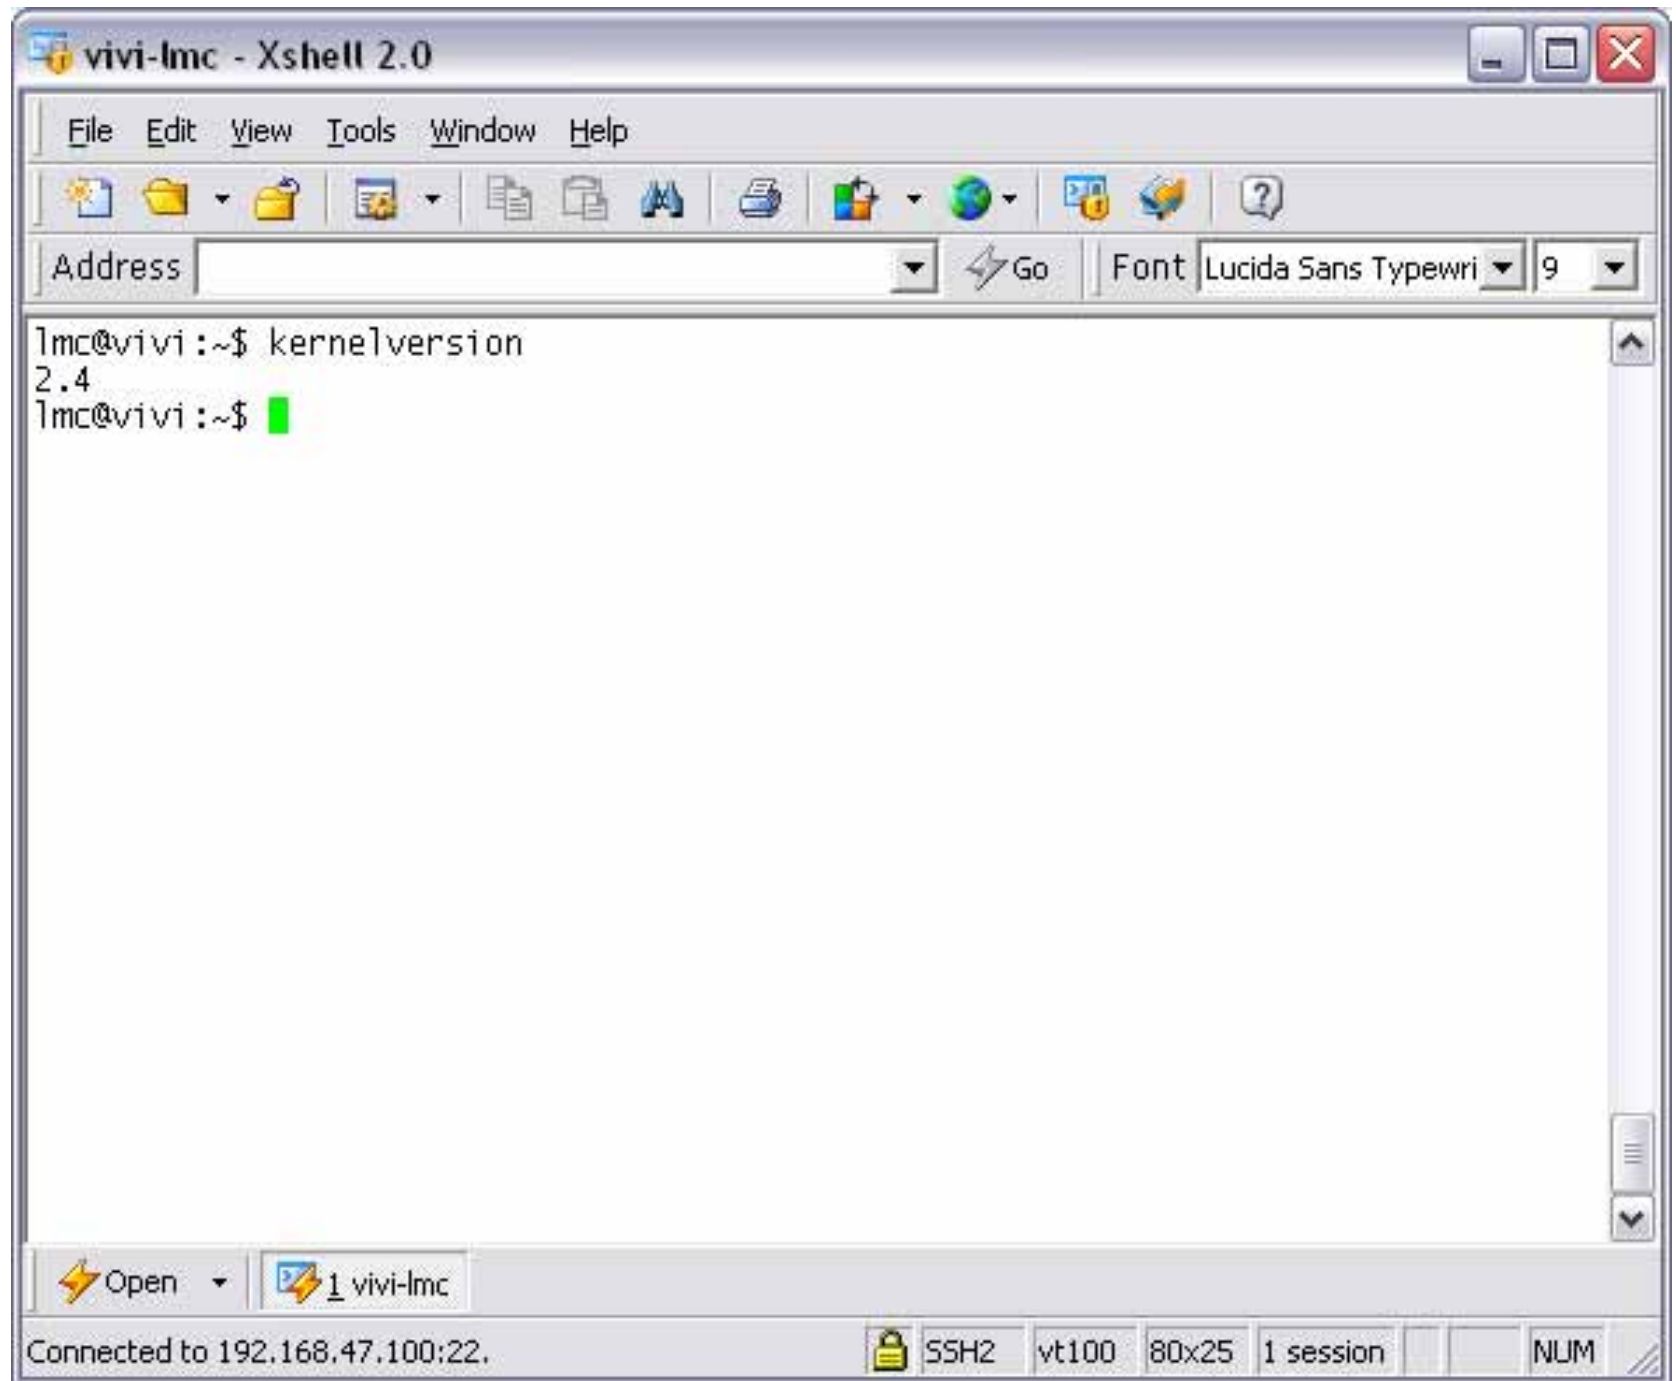 vivi-lmc - Xshell 2.0
File Edit View Tools Window Help
Address Go Font Lucida Sans Typewri 9
lmc@vivi:~$ kernelversion
2.4
lmc@vivi:~$
Open 1 vivi-lmc
Connected to 192.168.47.100:22. SSH2 vt100 80x25 1 session NUM